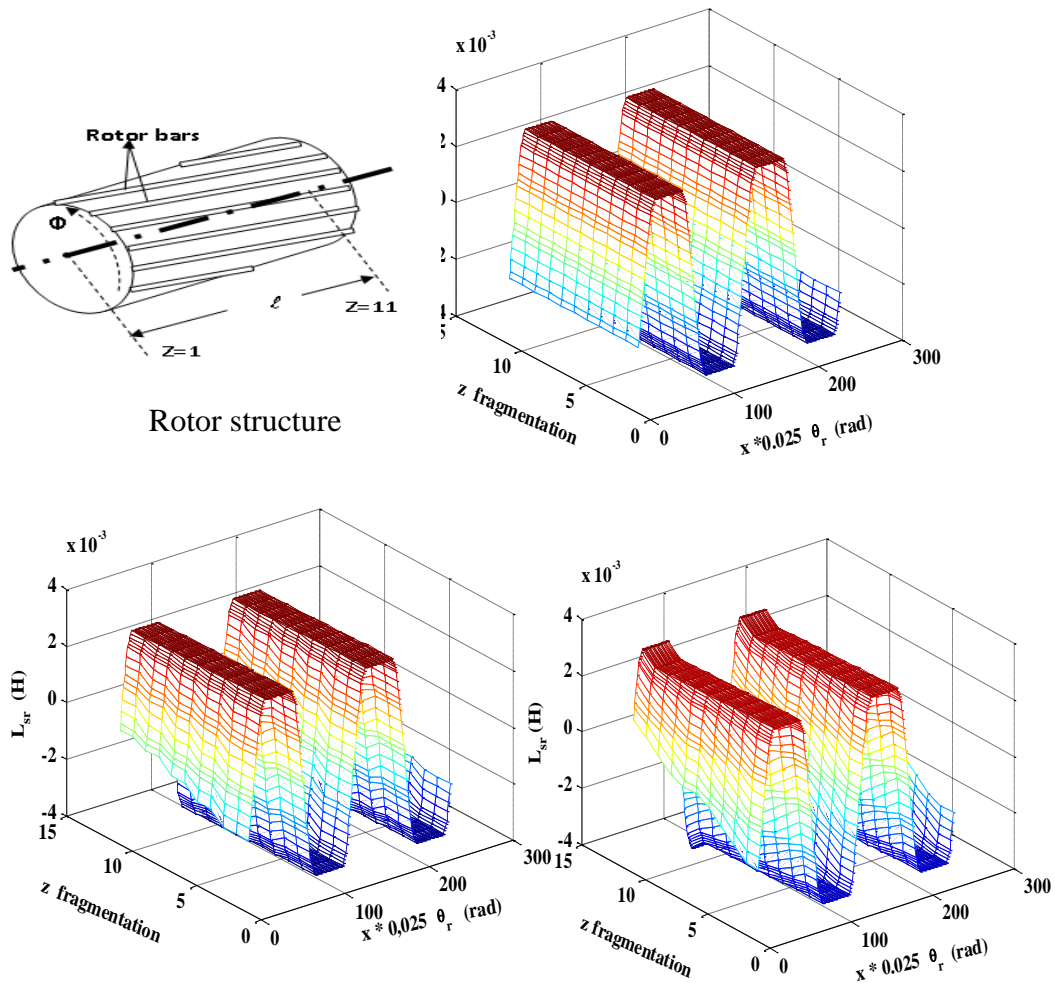 Rotor bars
Φ
ℓ
Z=1
Z=11
Rotor structure
x 10⁻³
4
2
0
2
4
5
10
5
0
0
100
200
300
z fragmentation
x *0.025 θr (rad)
x 10⁻³
4
2
0
-2
-4
Lsr (H)
15
10
5
0
0
100
200
300
z fragmentation
x * 0,025 θr (rad)
x 10⁻³
4
2
0
-2
-4
Lsr (H)
15
10
5
0
0
100
200
300
z fragmentation
x * 0.025 θr (rad)